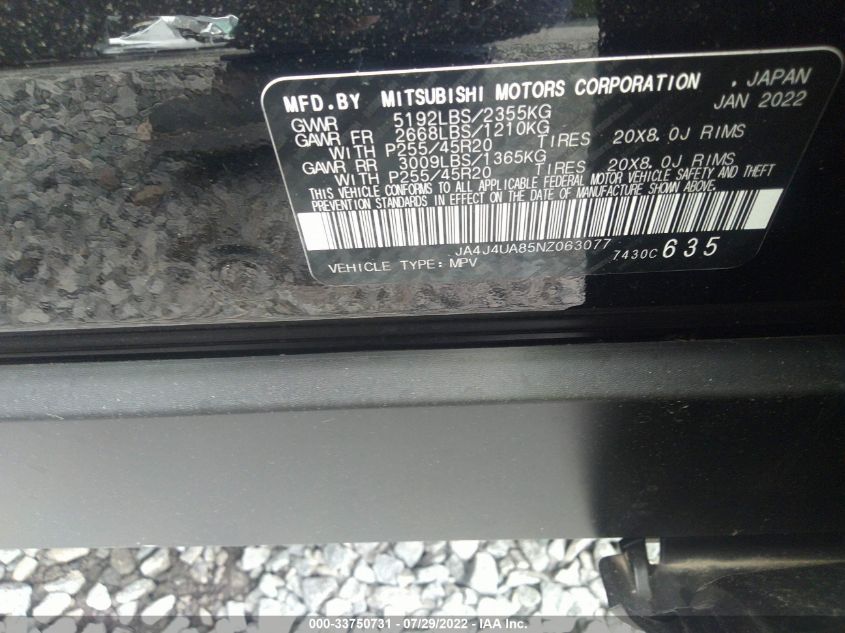 MFD.BY MITSUBISHI MOTORS CORPORATION , JAPAN
JAN 2022
GVWR 5192LBS/2355KG
GAWR FR 2668LBS/1210KG
WITH P255/45R20 TIRES 20X8.0J RIMS
GAWR RR 3009LBS/1365KG
WITH P255/45R20 TIRES 20X8.0J RIMS
THIS VEHICLE CONFORMS TO ALL APPLICABLE FEDERAL MOTOR VEHICLE SAFETY AND THEFT
PREVENTION STANDARDS IN EFFECT ON THE DATE OF MANUFACTURE SHOWN ABOVE.
JA4J4UA85NZ063077
VEHICLE TYPE: MPV 7430C 635
000-33750731 - 07/29/2022 - IAA Inc.